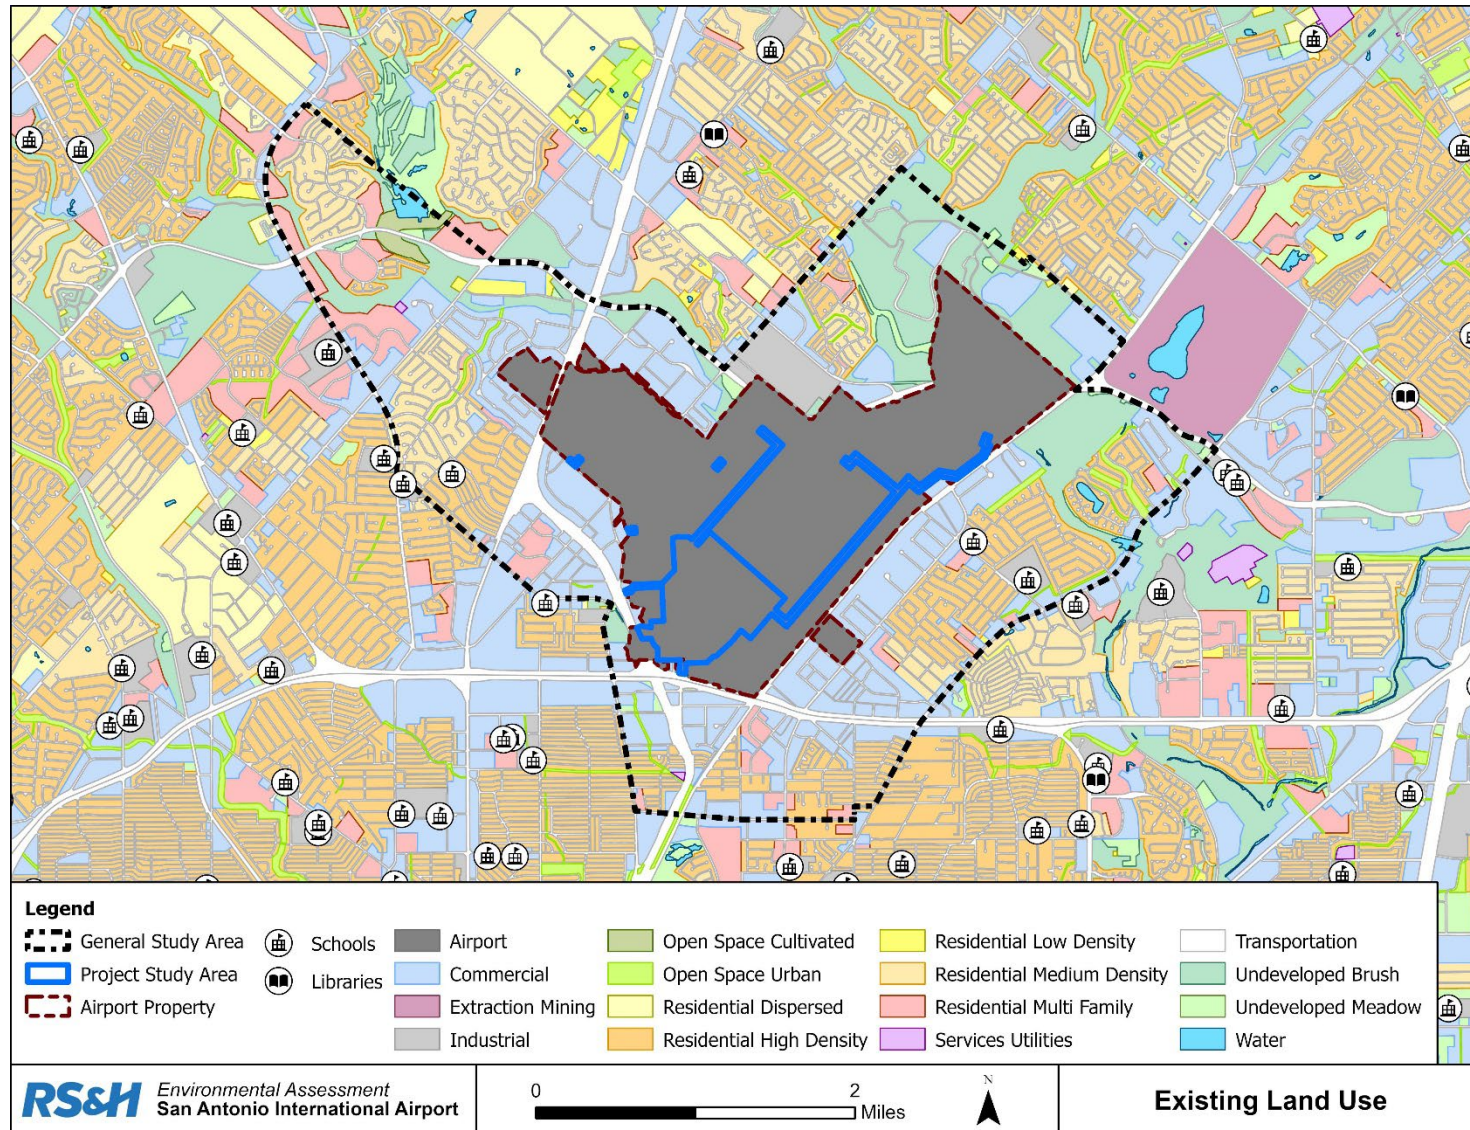 Legend
General Study Area
Project Study Area
Airport Property
Schools
Libraries
Airport
Commercial
Extraction Mining
Industrial
Open Space Cultivated
Open Space Urban
Residential Dispersed
Residential High Density
Residential Low Density
Residential Medium Density
Residential Multi Family
Services Utilities
Transportation
Undeveloped Brush
Undeveloped Meadow
Water
RS&H
Environmental Assessment
San Antonio International Airport
0 2
Miles
N
Existing Land Use